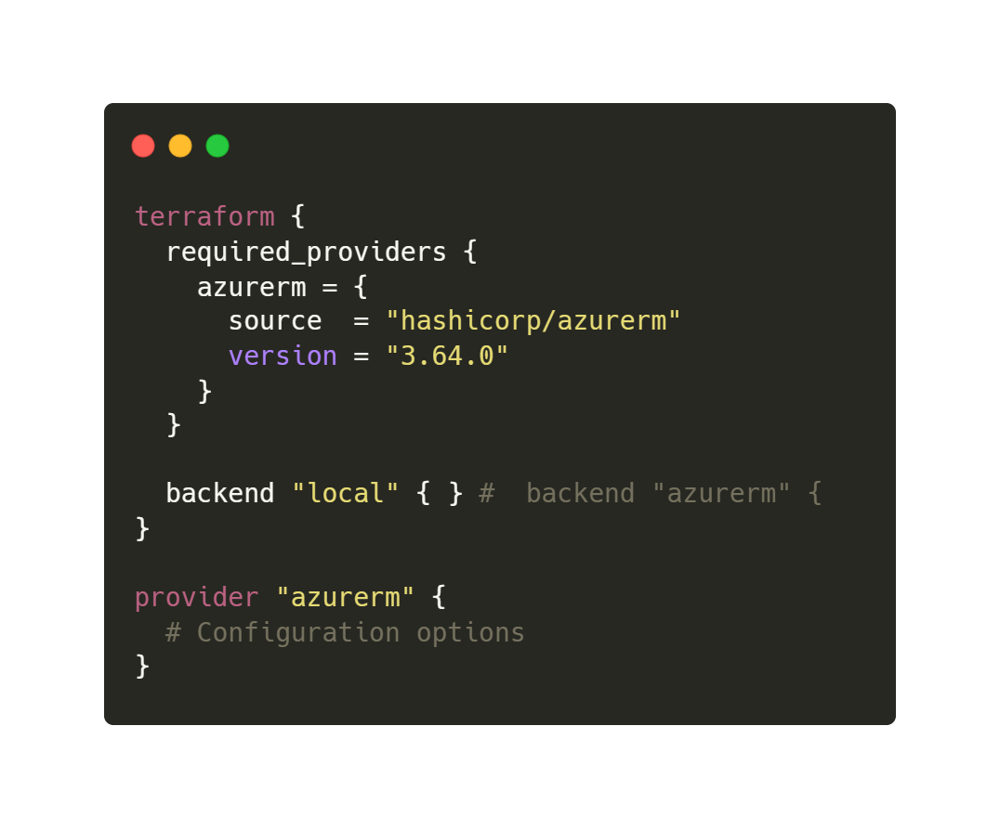 terraform {
  required_providers {
    azurerm = {
      source  = "hashicorp/azurerm"
      version = "3.64.0"
    }
  }

  backend "local" { } #  backend "azurerm" {
}

provider "azurerm" {
  # Configuration options
}